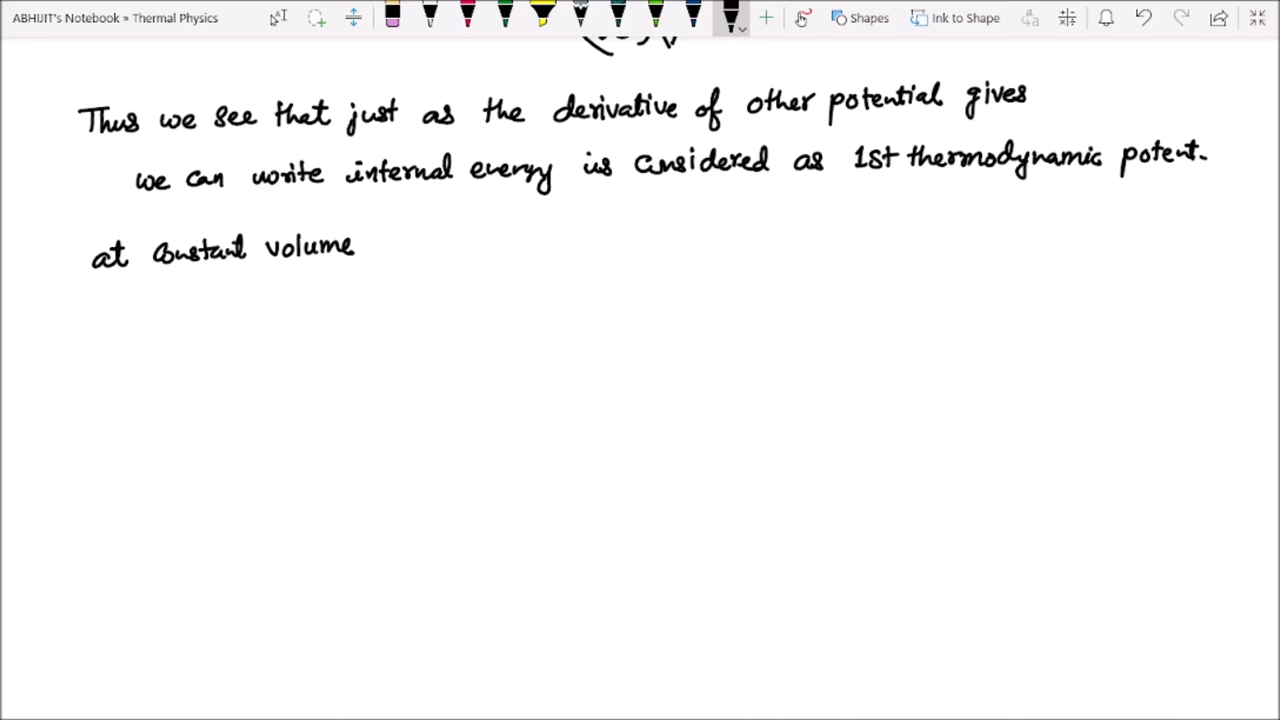 ABHIJIT's Notebook » Thermal Physics
Shapes
Ink to Shape
Thus we see that just as the derivative of other potential gives
we can write internal energy is considered as 1st thermodynamic potent.
at constant volume